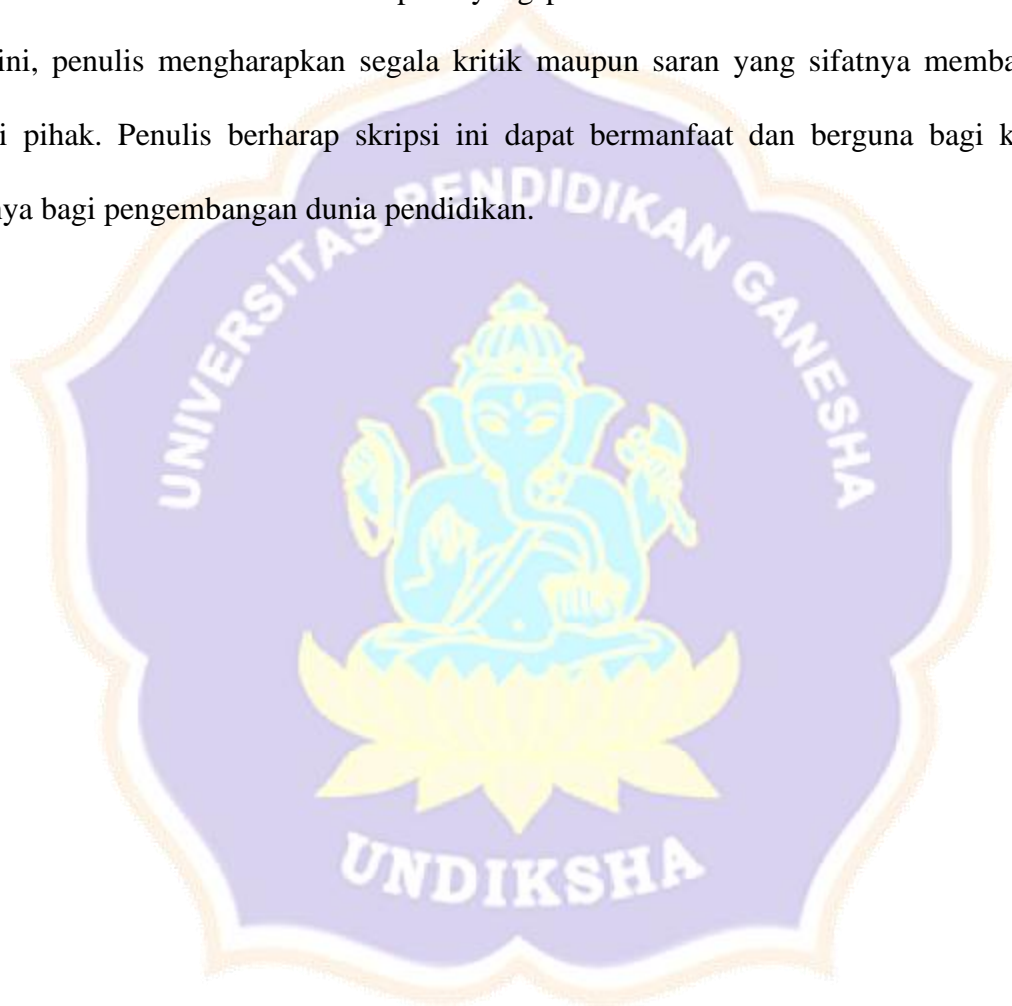 ini, penulis mengharapkan segala kritik maupun saran yang sifatnya memba
i pihak. Penulis berharap skripsi ini dapat bermanfaat dan berguna bagi k
nya bagi pengembangan dunia pendidikan.
UNIVERSITAS PENDIDIKAN GANESHA
UNDIKSHA